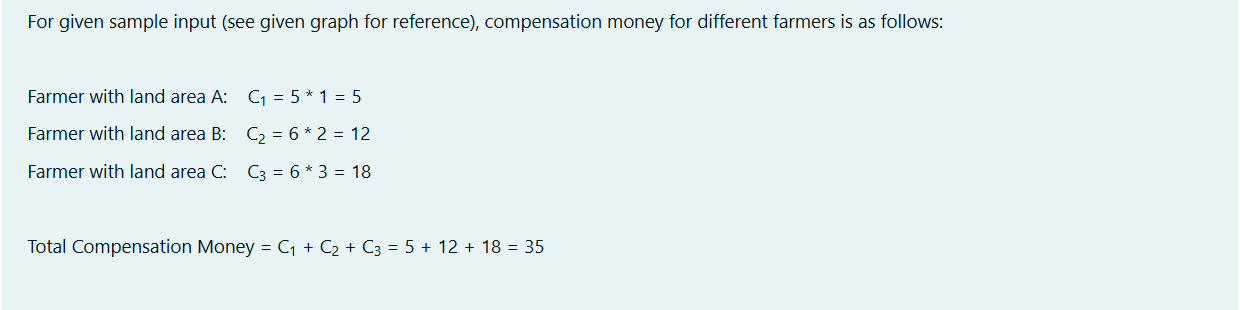 For given sample input (see given graph for reference), compensation money for different farmers is as follows:
Farmer with land area A: C₁ = 5 * 1 = 5
Farmer with land area B: C₂ = 6 * 2 = 12
Farmer with land area C: C₃ = 6 * 3 = 18
Total Compensation Money = C₁ + C₂ + C₃ = 5 + 12 + 18 = 35